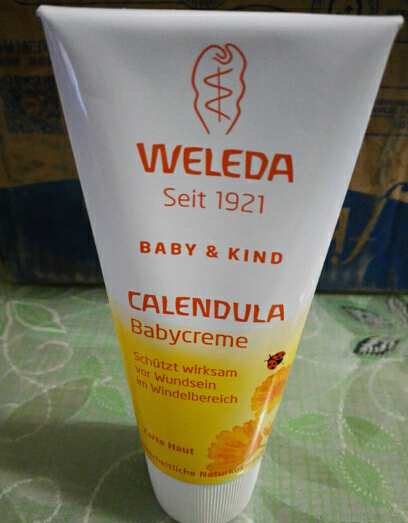 WELEDA
Seit 1921
BABY & KIND
CALENDULA
Babycreme
Schützt wirksam
vor Wundsein
im Windelbereich
Zarte Haut